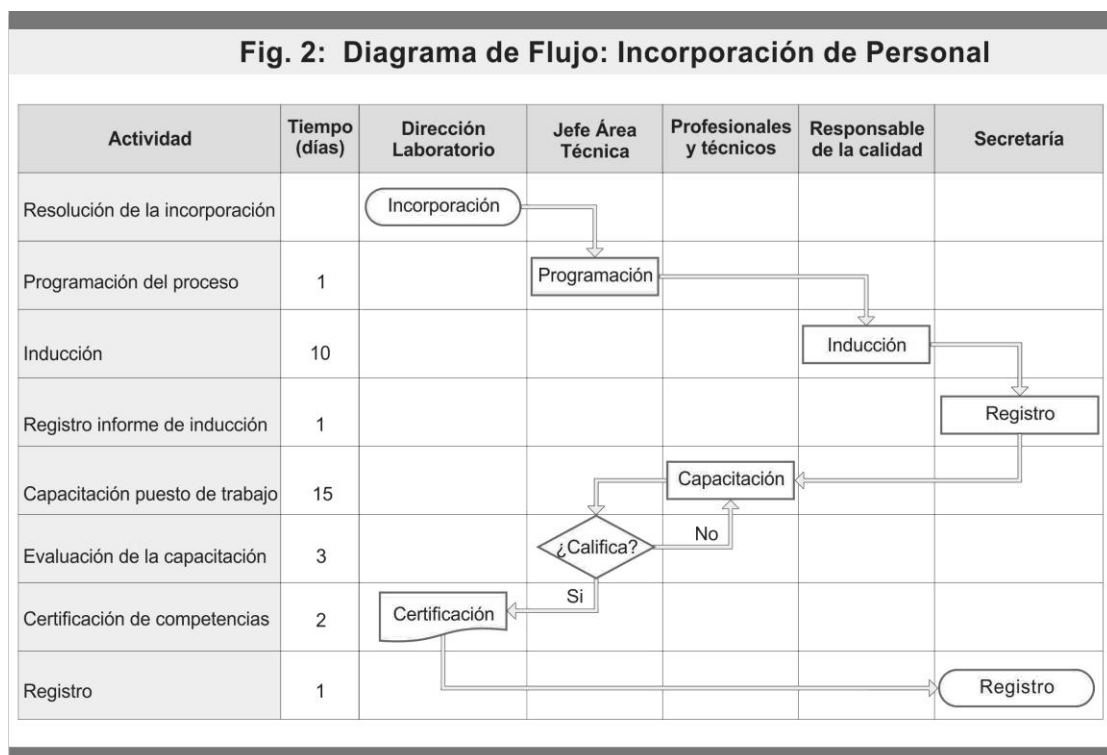 Fig. 2: Diagrama de Flujo: Incorporación de Personal
Actividad
Tiempo
(días)
Dirección
Laboratorio
Jefe Área
Técnica
Profesionales
y técnicos
Responsable
de la calidad
Secretaría
Resolución de la incorporación
Incorporación
Programación del proceso
1
Programación
Inducción
10
Inducción
Registro informe de inducción
1
Registro
Capacitación puesto de trabajo
15
Capacitación
Evaluación de la capacitación
3
¿Califica?
No
Si
Certificación de competencias
2
Certificación
Registro
1
Registro